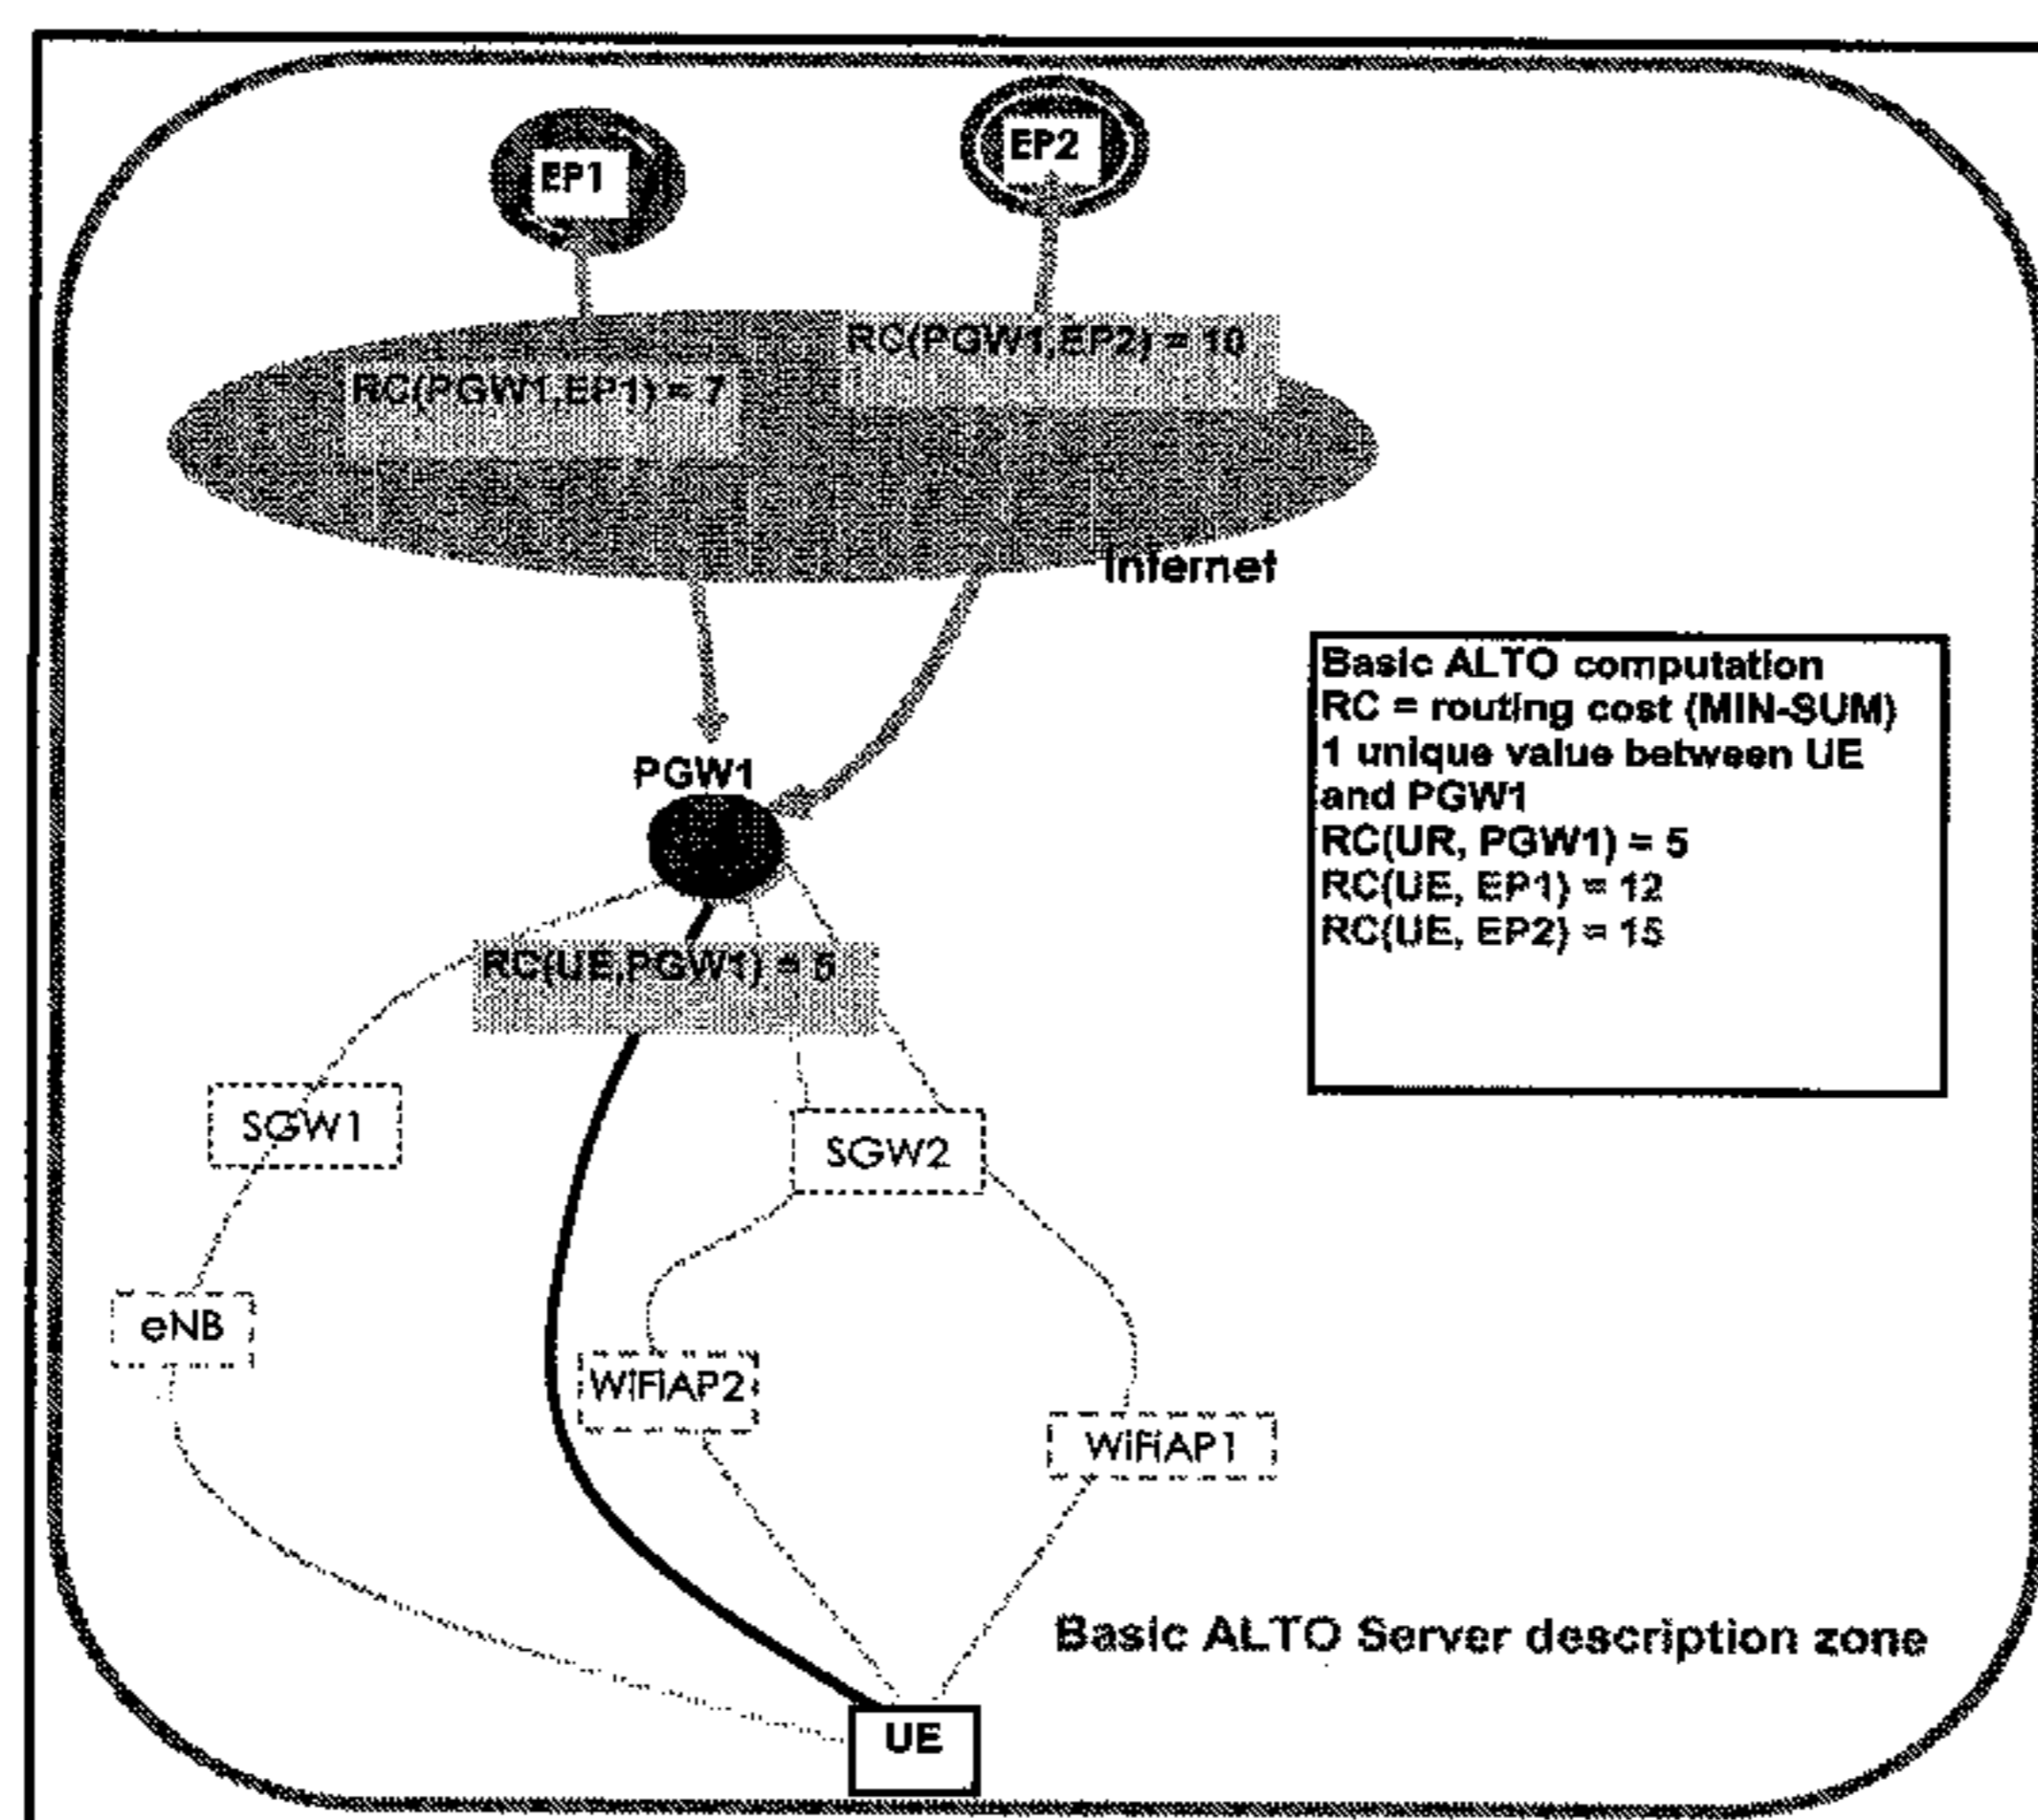 EP1
EP2
RC(PGW1,EP2) = 10
RC(PGW1,EP1) = 7
Internet
Basic ALTO computation
RC = routing cost (MIN-SUM)
1 unique value between UE
and PGW1
RC(UR, PGW1) = 5
RC(UE, EP1) = 12
RC(UE, EP2) = 15
PGW1
RC(UE,PGW1) = 5
SGW1
SGW2
eNB
WiFiAP2
WiFiAP1
Basic ALTO Server description zone
UE